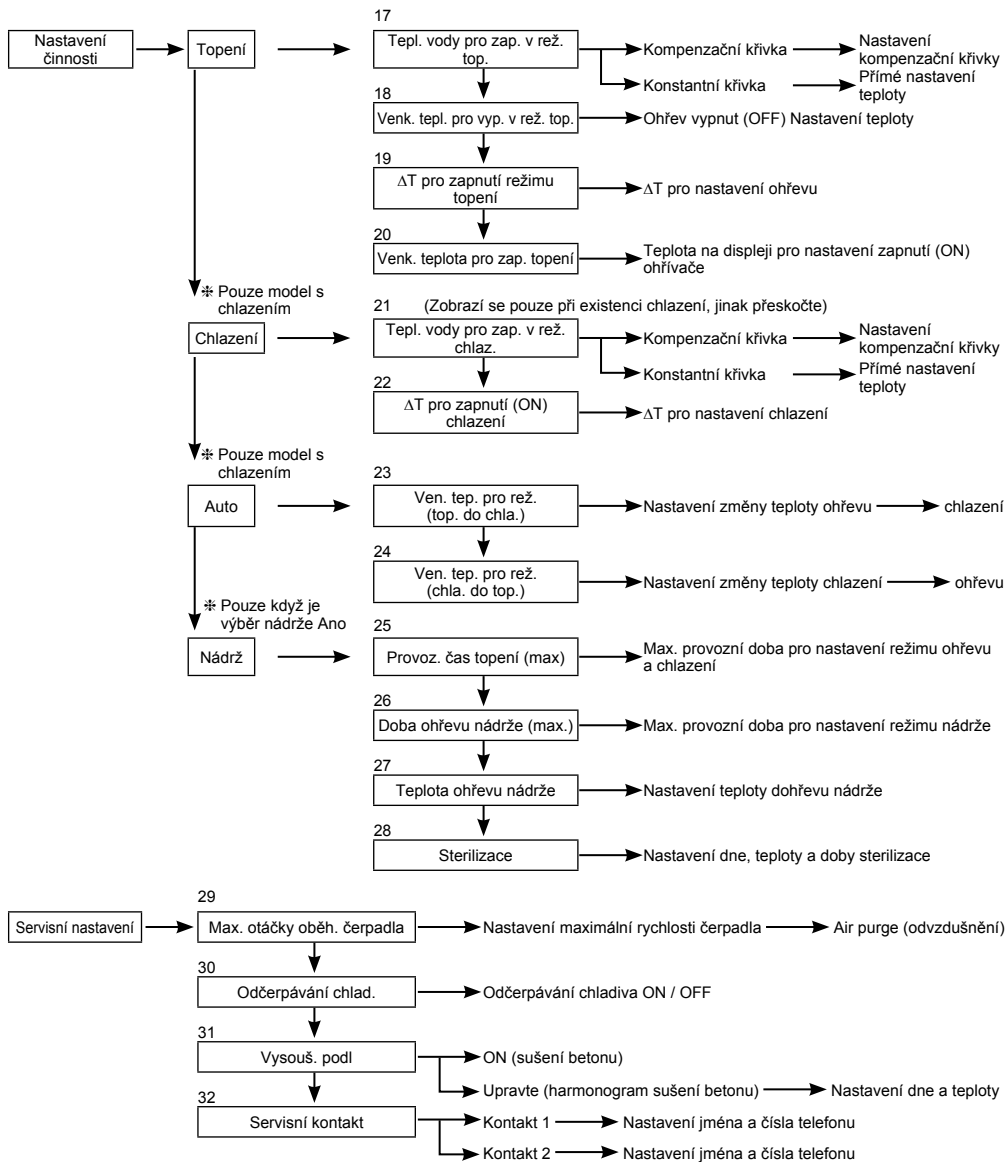 17
Nastavení
činnosti
Topení
Tepl. vody pro zap. v rež.
top.
Kompenzační křivka
Nastavení
kompenzační křivky
Konstantní křivka
Přímé nastavení
teploty
18
Venk. tepl. pro vyp. v rež. top.
Ohřev vypnut (OFF) Nastavení teploty
19
∆T pro zapnutí režimu
topení
∆T pro nastavení ohřevu
20
Venk. teplota pro zap. topení
Teplota na displeji pro nastavení zapnutí (ON)
ohřívače
❉ Pouze model s
chlazením
21
(Zobrazí se pouze při existenci chlazení, jinak přeskočte)
Chlazení
Tepl. vody pro zap. v rež.
chlaz.
Kompenzační křivka
Nastavení
kompenzační křivky
Konstantní křivka
Přímé nastavení
teploty
22
∆T pro zapnutí (ON)
chlazení
∆T pro nastavení chlazení
❉ Pouze model s
chlazením
23
Auto
Ven. tep. pro rež.
(top. do chla.)
Nastavení změny teploty ohřevu
chlazení
24
Ven. tep. pro rež.
(chla. do top.)
Nastavení změny teploty chlazení
ohřevu
❉ Pouze když je
výběr nádrže Ano
25
Nádrž
Provoz. čas topení (max)
Max. provozní doba pro nastavení režimu ohřevu
a chlazení
26
Doba ohřevu nádrže (max.)
Max. provozní doba pro nastavení režimu nádrže
27
Teplota ohřevu nádrže
Nastavení teploty dohřevu nádrže
28
Sterilizace
Nastavení dne, teploty a doby sterilizace
29
Servisní nastavení
Max. otáčky oběh. čerpadla
Nastavení maximální rychlosti čerpadla
Air purge (odvzdušnění)
30
Odčerpávání chlad.
Odčerpávání chladiva ON / OFF
31
Vysouš. podl
ON (sušení betonu)
Upravte (harmonogram sušení betonu)
Nastavení dne a teploty
32
Servisní kontakt
Kontakt 1
Nastavení jména a čísla telefonu
Kontakt 2
Nastavení jména a čísla telefonu